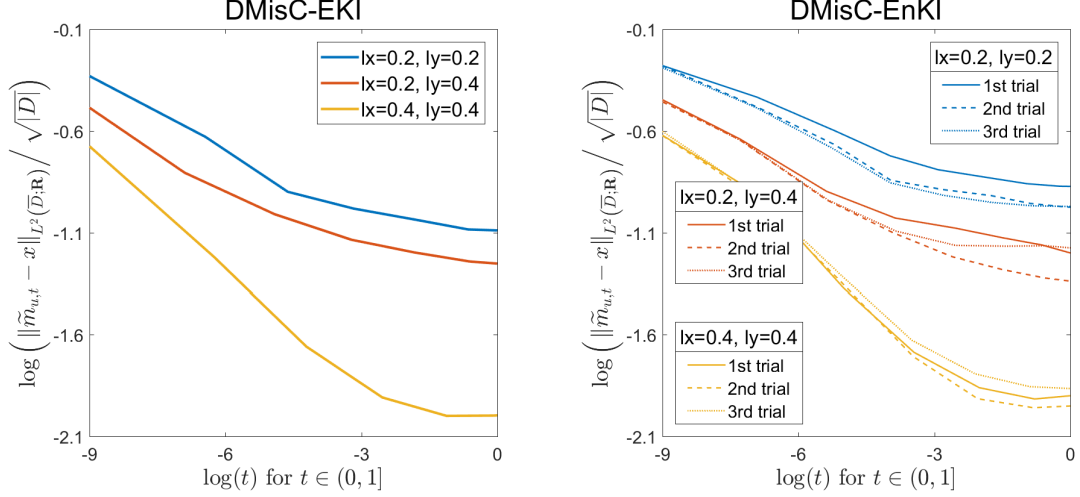 DMisC-EKI
-0.1
-0.6
-1.1
-1.6
-2.1
-9
-6
-3
0
lx=0.2, ly=0.2
lx=0.2, ly=0.4
lx=0.4, ly=0.4
log(t) for t ∈ (0, 1]
log ( ‖m̃_{u,t} − x‖_{L²(D̅;R)} / √|D| )
DMisC-EnKI
-0.1
-0.6
-1.1
-1.6
-2.1
-9
-6
-3
0
lx=0.2, ly=0.2
1st trial
2nd trial
3rd trial
lx=0.2, ly=0.4
1st trial
2nd trial
3rd trial
lx=0.4, ly=0.4
1st trial
2nd trial
3rd trial
log(t) for t ∈ (0, 1]
log ( ‖m̃_{u,t} − x‖_{L²(D̅;R)} / √|D| )